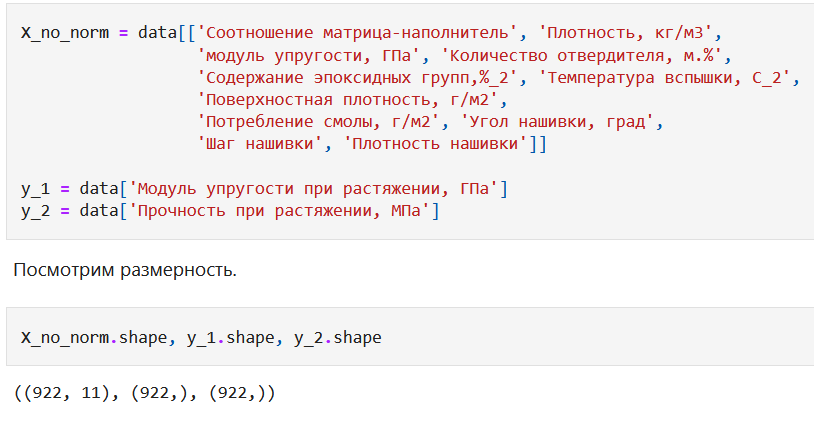 X_no_norm = data[['Соотношение матрица-наполнитель', 'Плотность, кг/м3',
'модуль упругости, ГПа', 'Количество отвердителя, м.%',
'Содержание эпоксидных групп,%_2', 'Температура вспышки, С_2',
'Поверхностная плотность, г/м2',
'Потребление смолы, г/м2', 'Угол нашивки, град',
'Шаг нашивки', 'Плотность нашивки']]
y_1 = data['Модуль упругости при растяжении, ГПа']
y_2 = data['Прочность при растяжении, МПа']
Посмотрим размерность.
X_no_norm.shape, y_1.shape, y_2.shape
((922, 11), (922,), (922,))